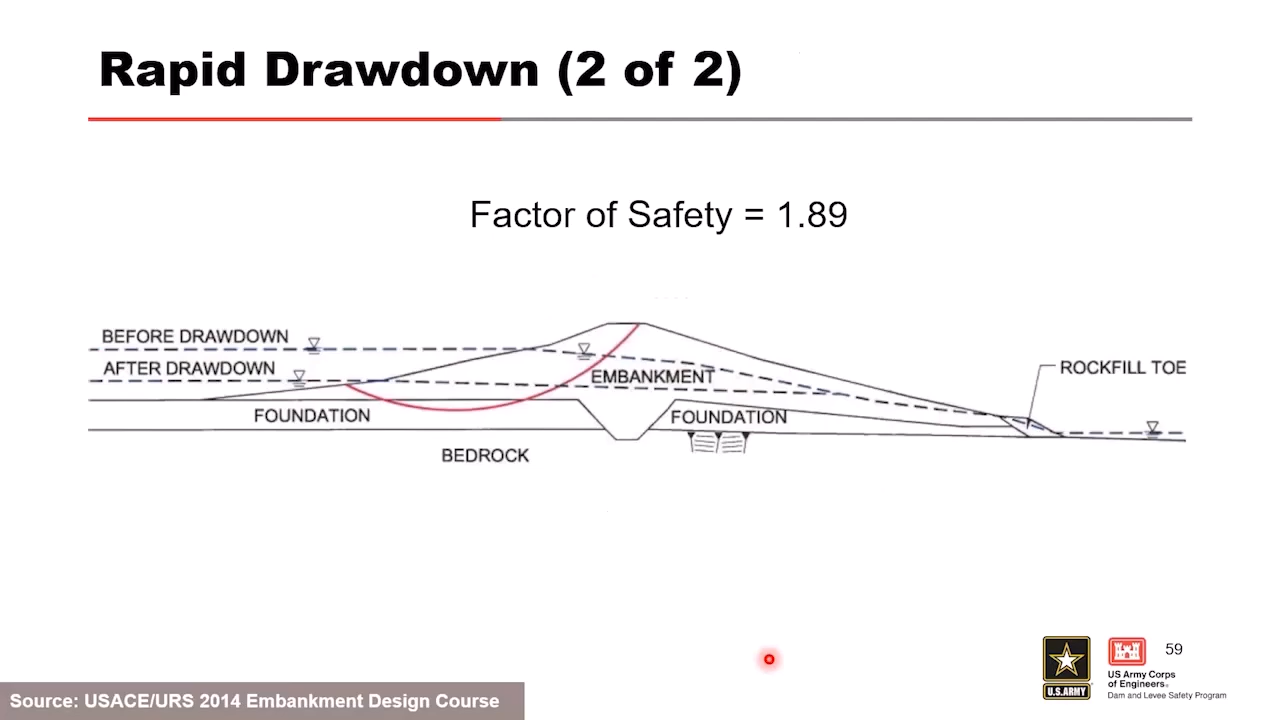 Rapid Drawdown (2 of 2)
Factor of Safety = 1.89
BEFORE DRAWDOWN
AFTER DRAWDOWN
EMBANKMENT
ROCKFILL TOE
FOUNDATION
FOUNDATION
BEDROCK
U.S.ARMY
US Army Corps
of Engineers®
Dam and Levee Safety Program
59
Source: USACE/URS 2014 Embankment Design Course